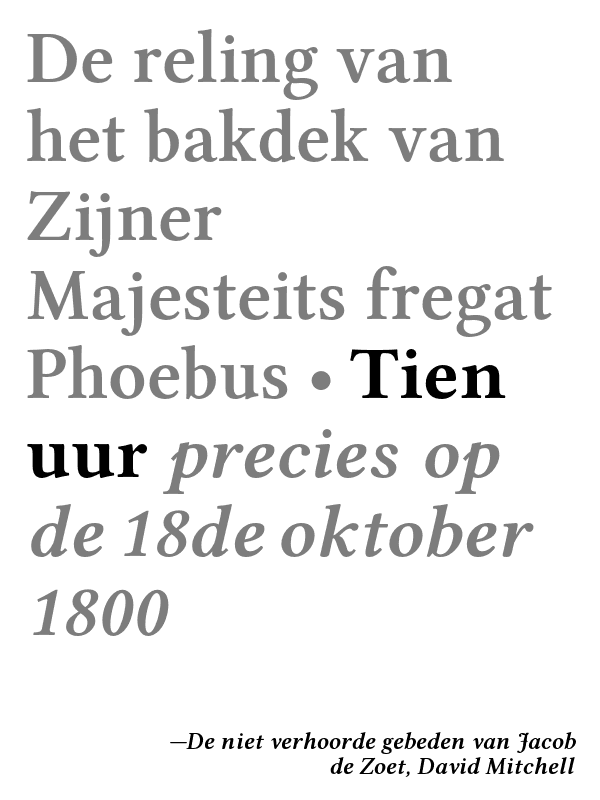 De reling van
het bakdek van
Zijner
Majesteits fregat
Phoebus • Tien
uur precies op
de 18de oktober
1800
—De niet verhoorde gebeden van Jacob
de Zoet, David Mitchell